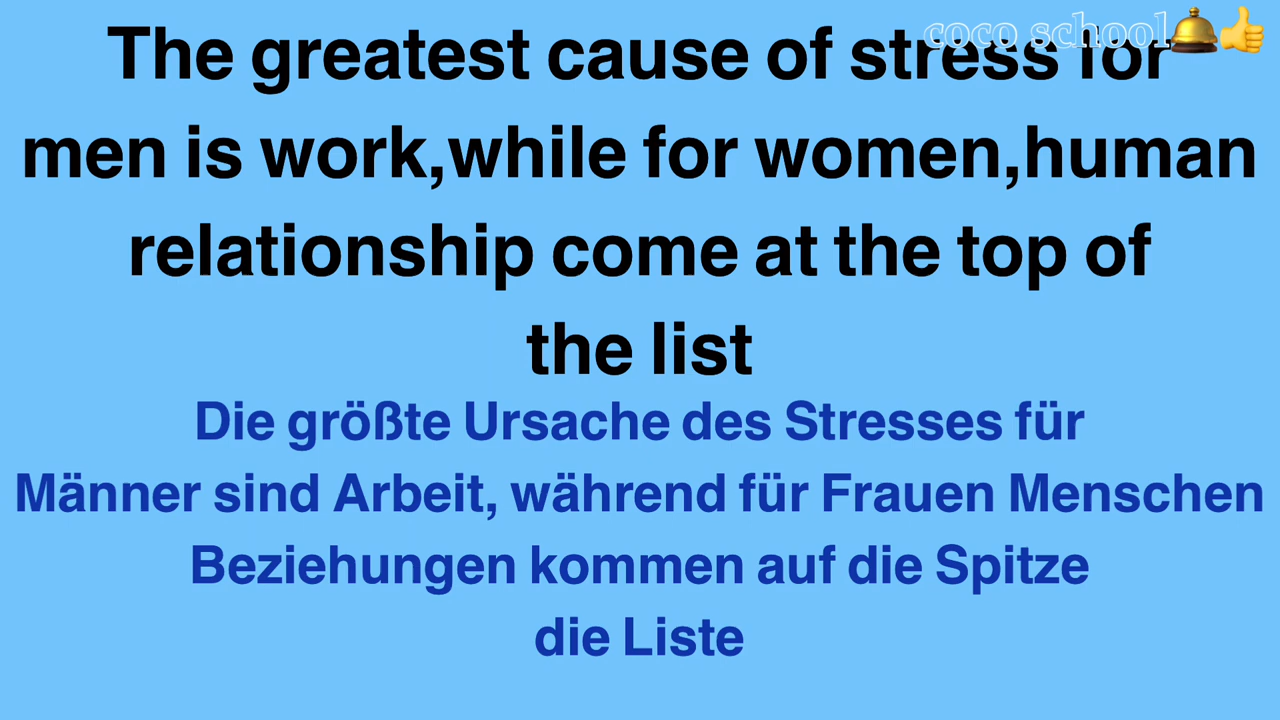 coco school
The greatest cause of stress for
men is work,while for women,human
relationship come at the top of
the list
Die größte Ursache des Stresses für
Männer sind Arbeit, während für Frauen Menschen
Beziehungen kommen auf die Spitze
die Liste